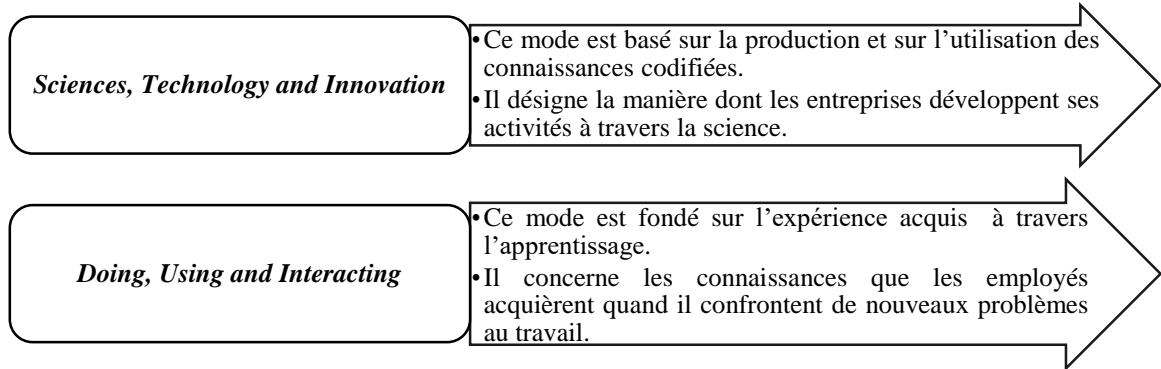 Sciences, Technology and Innovation
•Ce mode est basé sur la production et sur l’utilisation des
connaissances codifiées.
•Il désigne la manière dont les entreprises développent ses
activités à travers la science.
Doing, Using and Interacting
•Ce mode est fondé sur l’expérience acquis à travers
l’apprentissage.
•Il concerne les connaissances que les employés
acquièrent quand il confrontent de nouveaux problèmes
au travail.